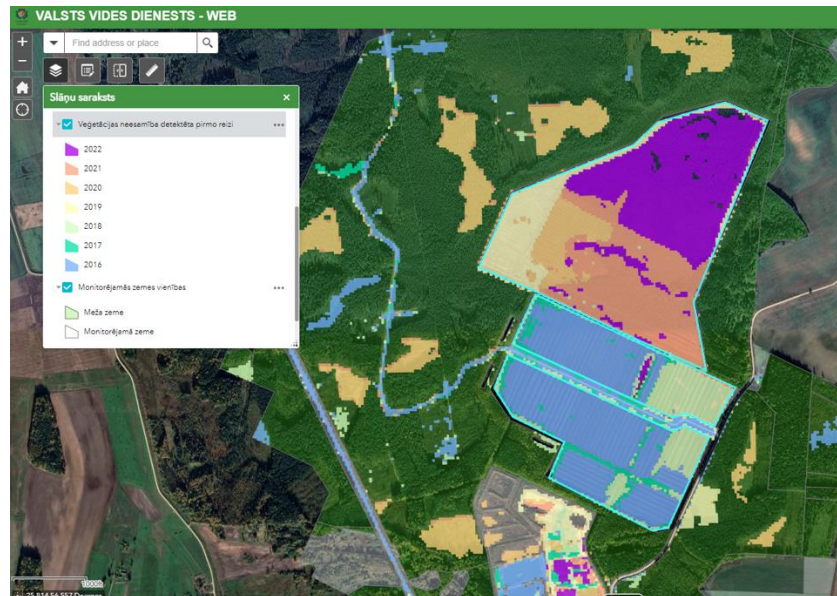 VALSTS VIDES DIENESTS - WEB
Find address or place
Slāņu saraksts
Veģetācijas neesamība detektēta pirmo reizi
2022
2021
2020
2019
2018
2017
2016
Monitorējamās zemes vienības
Meža zeme
Monitorējamā zeme
1000ft